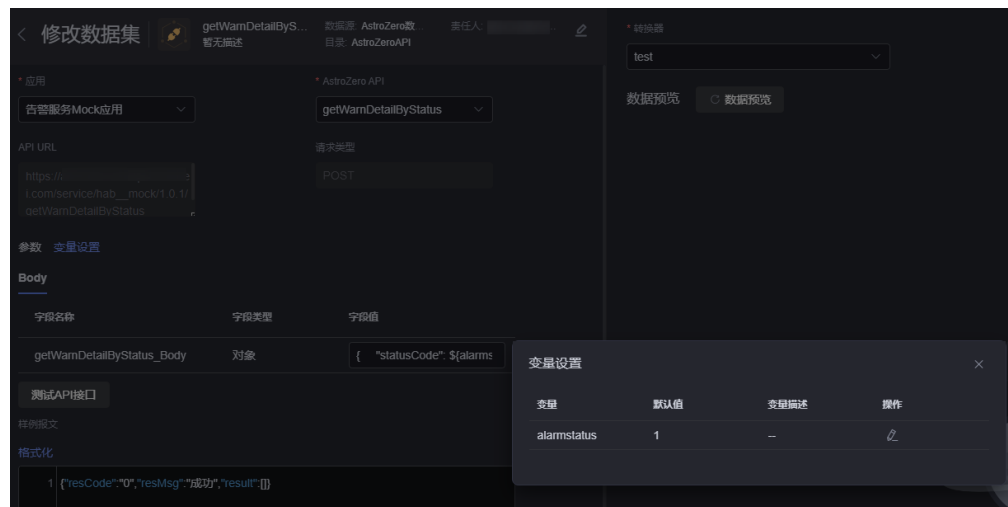 修改数据集
getWarnDetailByS...
暂无描述
数据源: AstroZero数...
目录: AstroZeroAPI
责任人:
* 应用
告警服务Mock应用
* AstroZero API
getWarnDetailByStatus
API URL
https://
i.com/service/hab__mock/1.0.1/
getWarnDetailByStatus
请求类型
POST
参数 变量设置
Body
字段名称 字段类型 字段值
getWarnDetailByStatus_Body 对象 { "statusCode": ${alarms
测试API接口
样例报文
格式化
1 {"resCode":"0","resMsg":"成功","result":[]}
* 转换器
test
数据预览 数据预览
变量设置
变量 默认值 变量描述 操作
alarmstatus 1 --